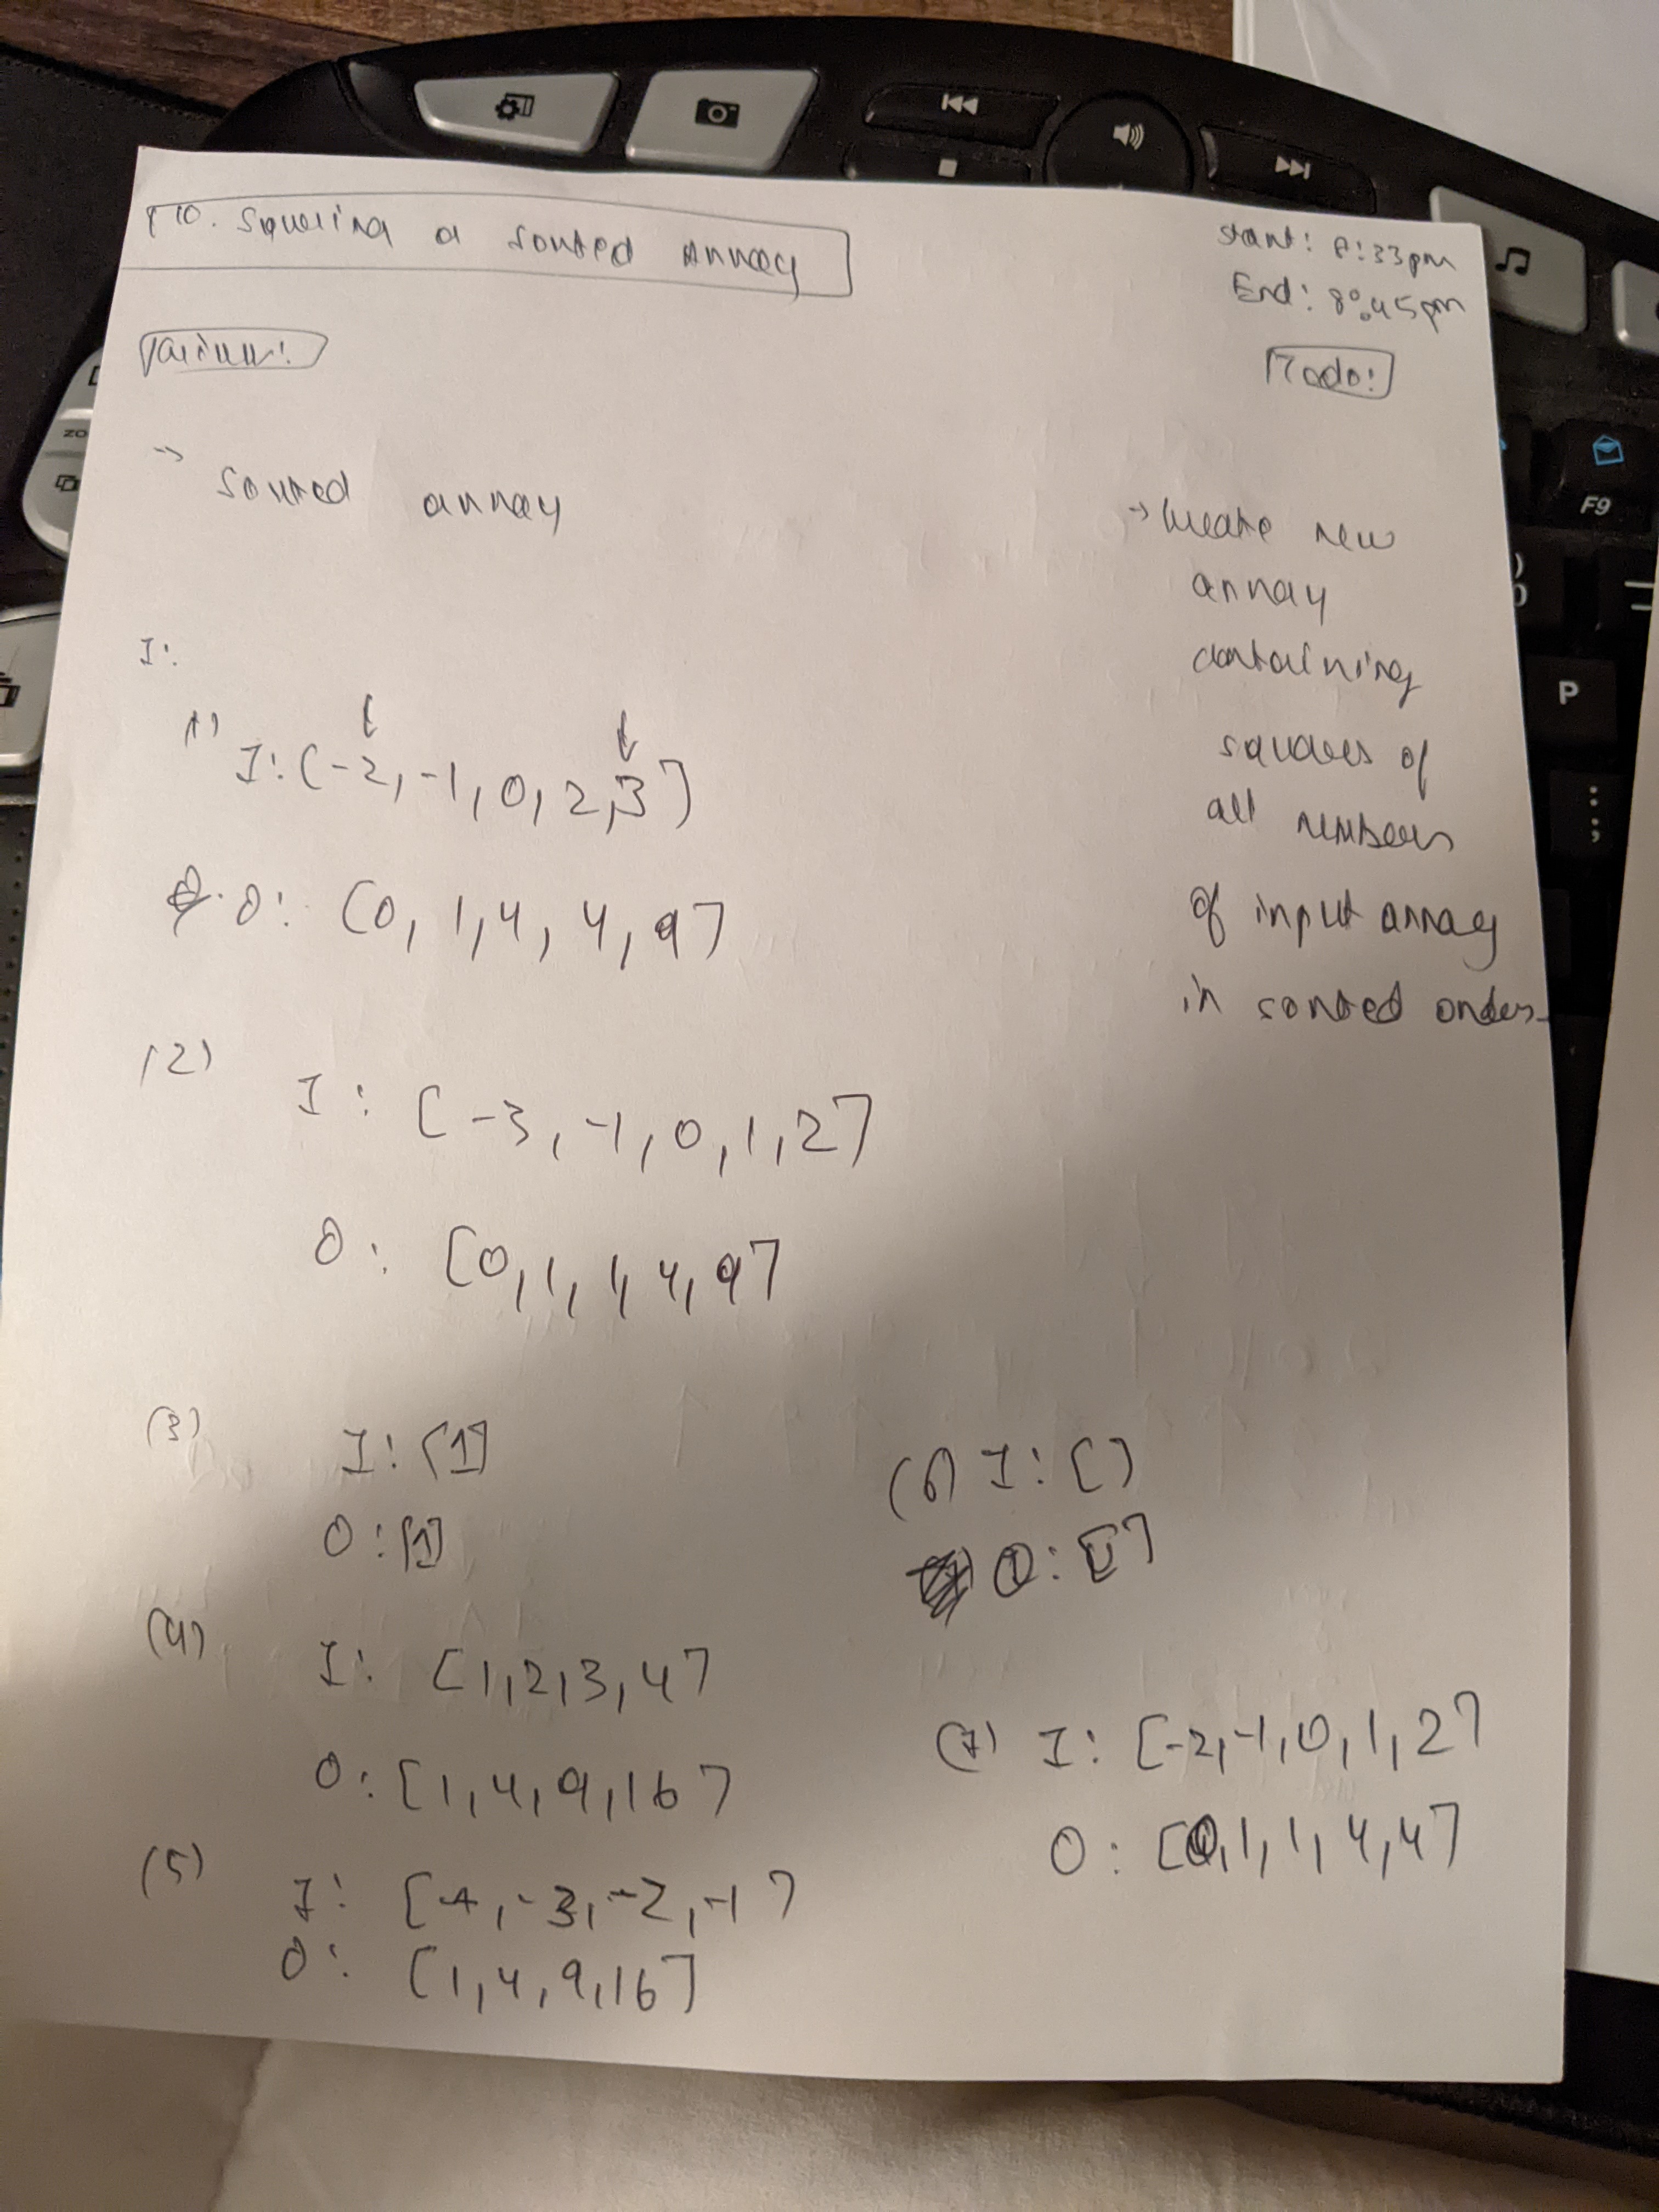 P10. Squaring a Sorted Array
Start: 8:33pm
End: 8:45pm
Given:
Todo:
→ Sorted array
→ Create new
array
containing
squares of
all numbers
of input array
in sorted order
I:
(1) I: [-2, -1, 0, 2, 3]
O: [0, 1, 4, 4, 9]
(2)
I: [-3, -1, 0, 1, 2]
O: [0, 1, 1, 4, 9]
(3) I: [1]
O: [1]
(4)
I: [1, 2, 3, 4]
O: [1, 4, 9, 16]
(5)
I: [-4, -3, -2, -1]
O: [1, 4, 9, 16]
(6) I: []
O: []
(7) I: [-2, -1, 0, 1, 2]
O: [0, 1, 1, 4, 4]
F9
P